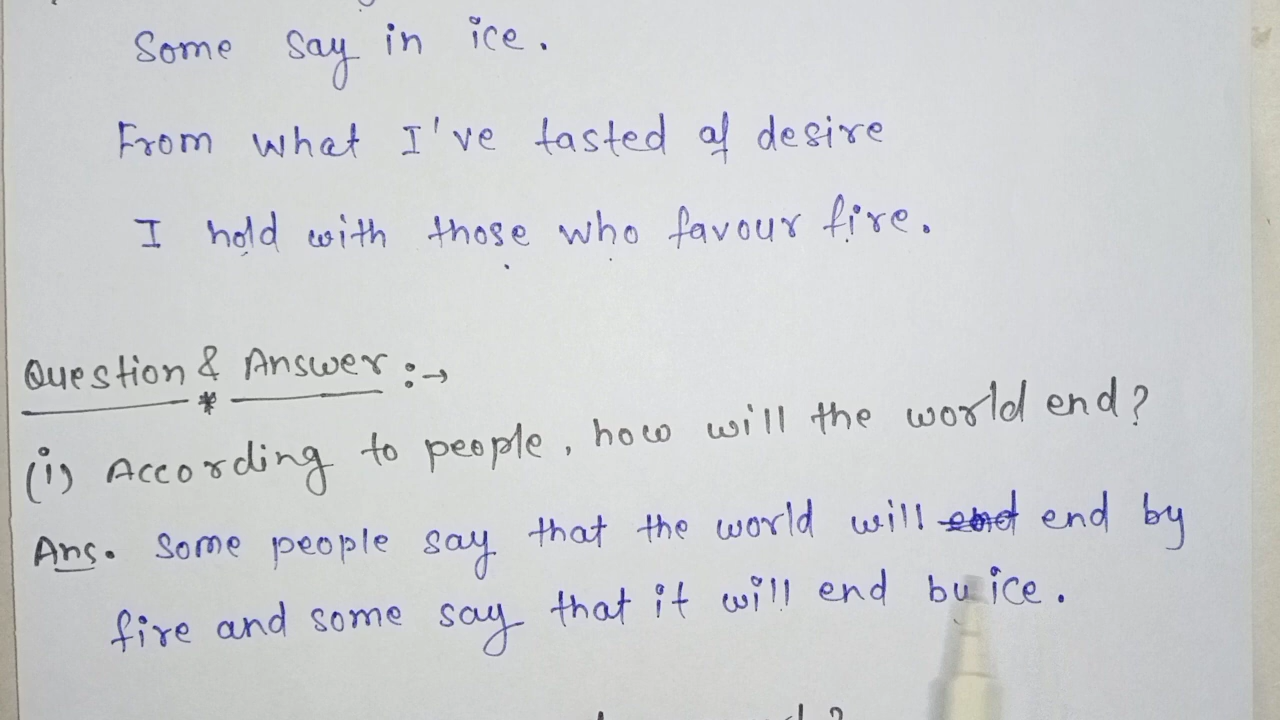 Some say in ice.
From what I've tasted of desire
I hold with those who favour fire.
Question & Answer :→
(i) According to people, how will the world end?
Ans. Some people say that the world will end end by
fire and some say that it will end by ice.